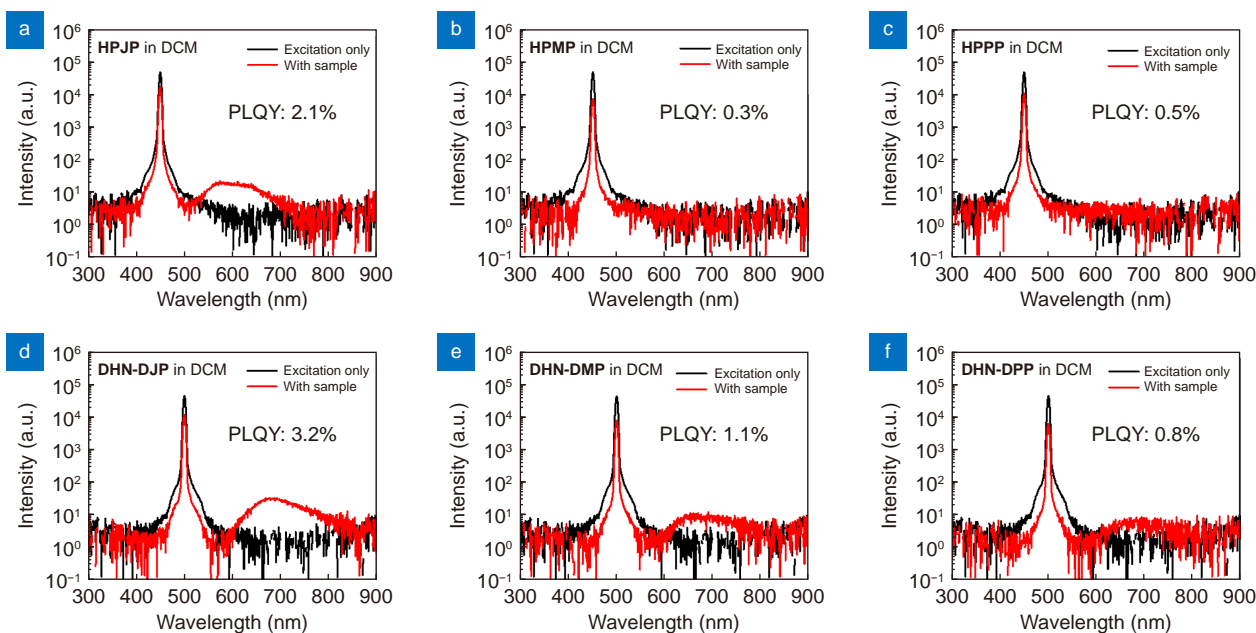 a
HPJP in DCM
Excitation only
With sample
PLQY: 2.1%
Intensity (a.u.)
10⁶
10⁵
10⁴
10³
10²
10¹
10⁰
10⁻¹
300 400 500 600 700 800 900
Wavelength (nm)
b
HPMP in DCM
Excitation only
With sample
PLQY: 0.3%
Intensity (a.u.)
10⁶
10⁵
10⁴
10³
10²
10¹
10⁰
10⁻¹
300 400 500 600 700 800 900
Wavelength (nm)
c
HPPP in DCM
Excitation only
With sample
PLQY: 0.5%
Intensity (a.u.)
10⁶
10⁵
10⁴
10³
10²
10¹
10⁰
10⁻¹
300 400 500 600 700 800 900
Wavelength (nm)
d
DHN-DJP in DCM
Excitation only
With sample
PLQY: 3.2%
Intensity (a.u.)
10⁶
10⁵
10⁴
10³
10²
10¹
10⁰
10⁻¹
300 400 500 600 700 800 900
Wavelength (nm)
e
DHN-DMP in DCM
Excitation only
With sample
PLQY: 1.1%
Intensity (a.u.)
10⁶
10⁵
10⁴
10³
10²
10¹
10⁰
10⁻¹
300 400 500 600 700 800 900
Wavelength (nm)
f
DHN-DPP in DCM
Excitation only
With sample
PLQY: 0.8%
Intensity (a.u.)
10⁶
10⁵
10⁴
10³
10²
10¹
10⁰
10⁻¹
300 400 500 600 700 800 900
Wavelength (nm)